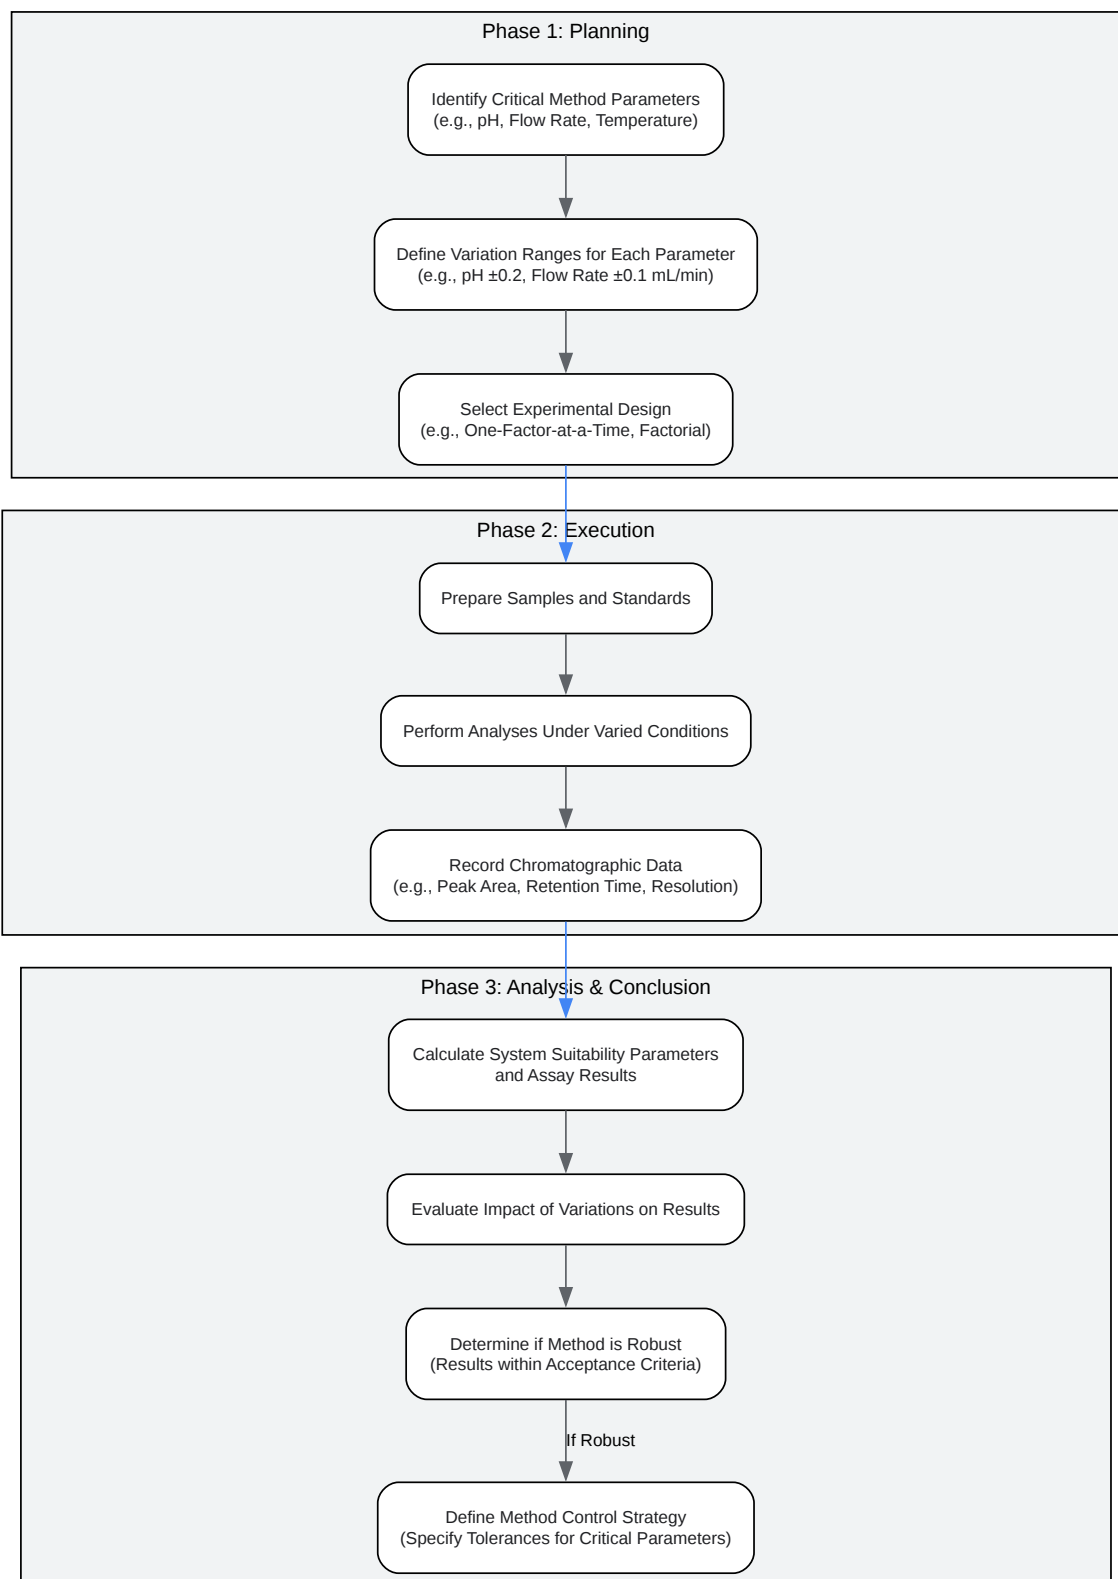 Phase 1: Planning
Identify Critical Method Parameters
(e.g., pH, Flow Rate, Temperature)
Define Variation Ranges for Each Parameter
(e.g., pH ±0.2, Flow Rate ±0.1 mL/min)
Select Experimental Design
(e.g., One-Factor-at-a-Time, Factorial)
Phase 2: Execution
Prepare Samples and Standards
Perform Analyses Under Varied Conditions
Record Chromatographic Data
(e.g., Peak Area, Retention Time, Resolution)
Phase 3: Analysis & Conclusion
Calculate System Suitability Parameters
and Assay Results
Evaluate Impact of Variations on Results
Determine if Method is Robust
(Results within Acceptance Criteria)
If Robust
Define Method Control Strategy
(Specify Tolerances for Critical Parameters)